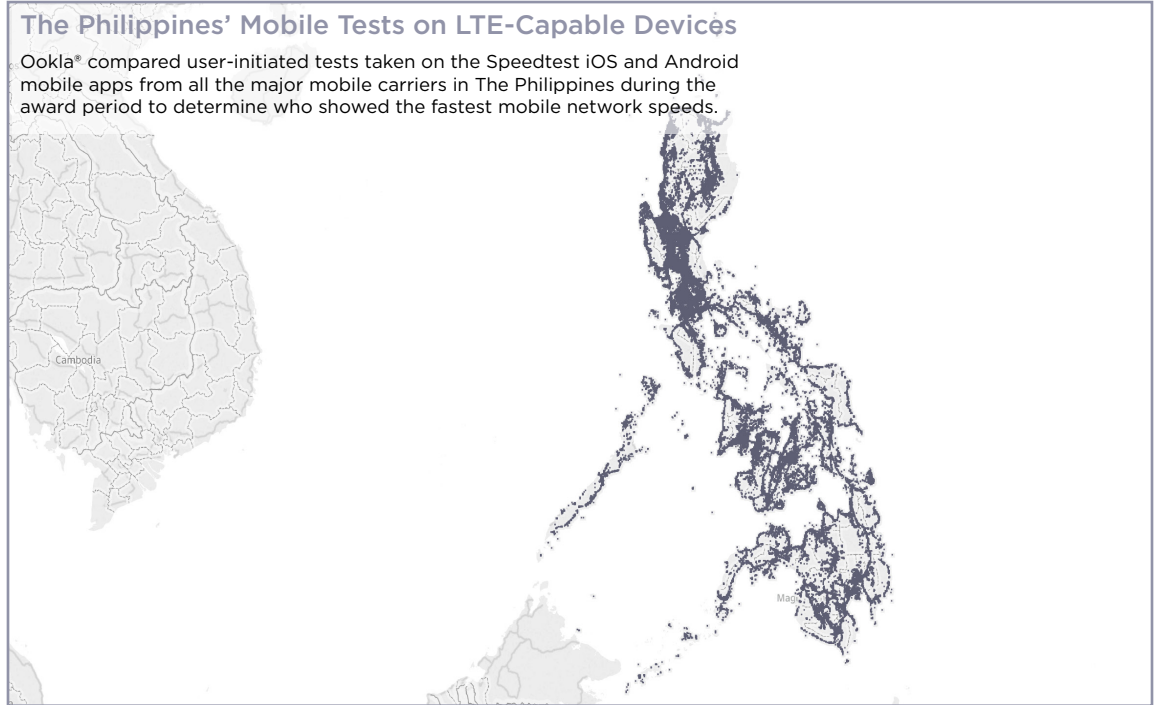 The Philippines’ Mobile Tests on LTE-Capable Devices
Ookla® compared user-initiated tests taken on the Speedtest iOS and Android
mobile apps from all the major mobile carriers in The Philippines during the
award period to determine who showed the fastest mobile network speeds.
Cambodia
Mag